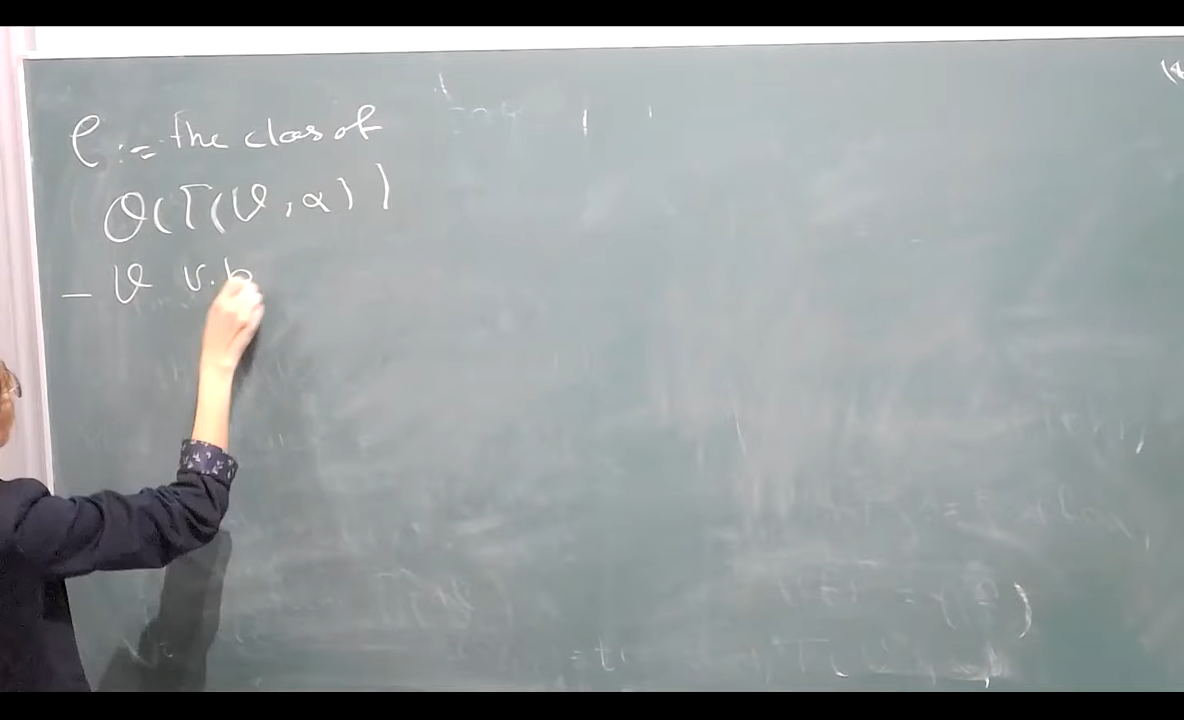 C := the class of
O(T(V, α))
– V v.b